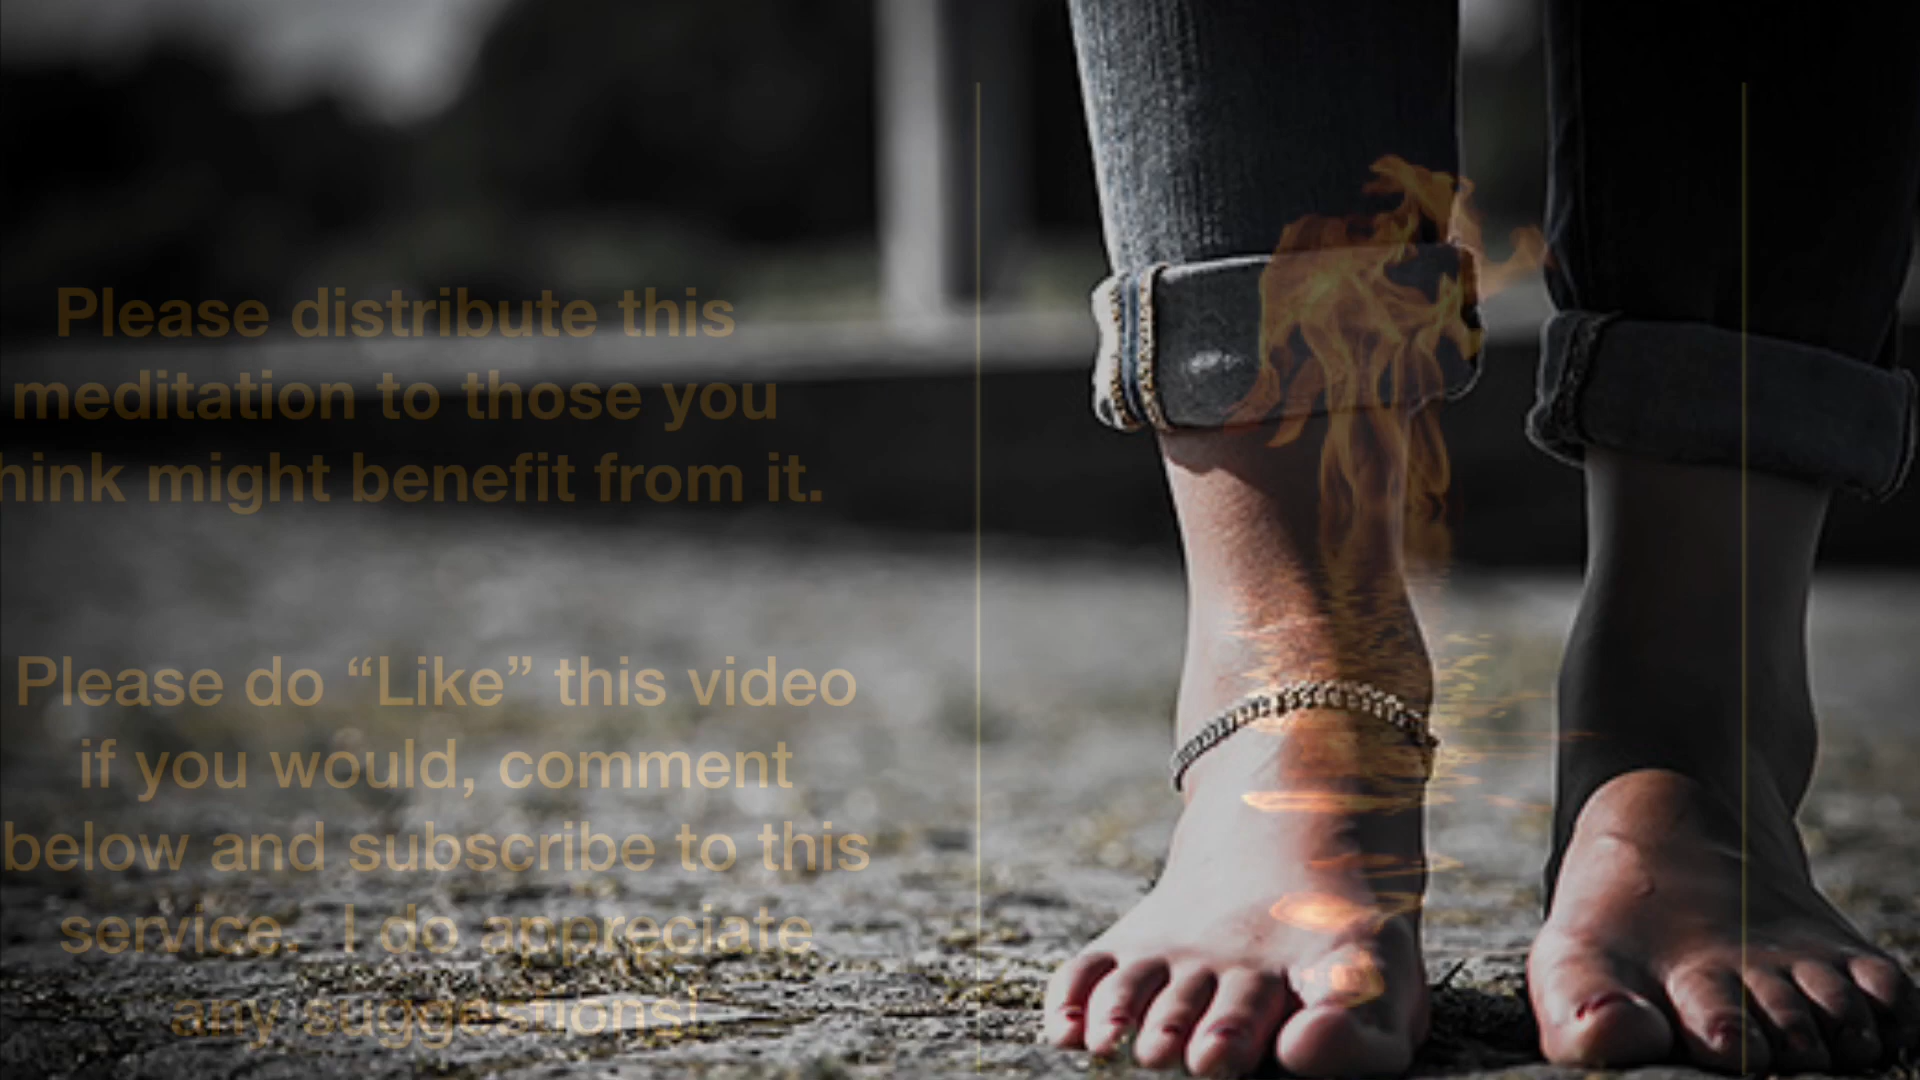 Please distribute this
meditation to those you
hink might benefit from it.
Please do “Like” this video
if you would, comment
below and subscribe to this
service. I do appreciate
any suggestions!